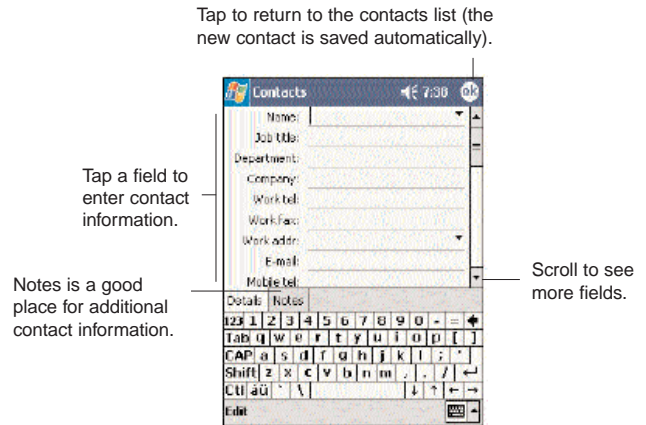 Tap to return to the contacts list (the
new contact is saved automatically).
Contacts 7:38 ok
Name:
Job title:
Department:
Company:
Work tel:
Work fax:
Work addr:
E-mail:
Mobile tel:
Tap a field to
enter contact
information.
Notes is a good
place for additional
contact information.
Scroll to see
more fields.
Details Notes
123 1 2 3 4 5 6 7 8 9 0 - =
Tab q w e r t y u i o p [ ]
CAP a s d f g h j k l ; '
Shift z x c v b n m , . /
Ctl áü ` \
Edit